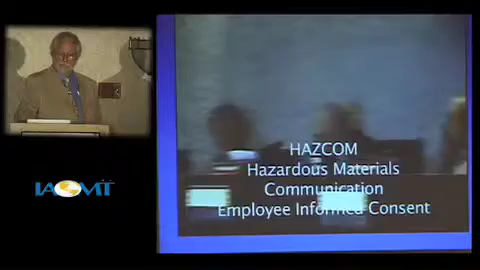 IAOMT
HAZCOM
Hazardous Materials
Communication
Employee Informed Consent